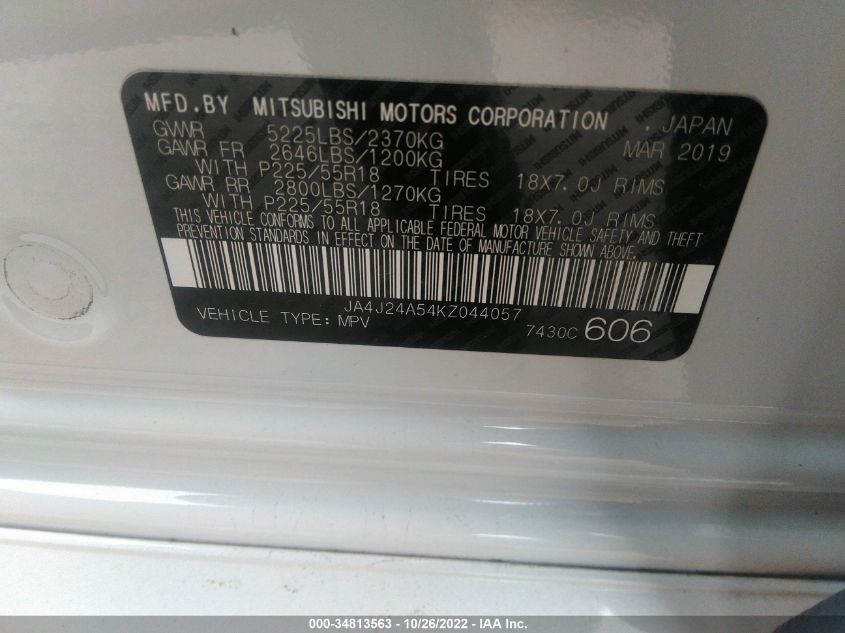 MFD.BY MITSUBISHI MOTORS CORPORATION , JAPAN
GVWR 5225LBS/2370KG MAR 2019
GAWR FR 2646LBS/1200KG
WITH P225/55R18 TIRES 18X7.0J RIMS
GAWR RR 2800LBS/1270KG
WITH P225/55R18 TIRES 18X7.0J RIMS
THIS VEHICLE CONFORMS TO ALL APPLICABLE FEDERAL MOTOR VEHICLE SAFETY AND THEFT
PREVENTION STANDARDS IN EFFECT ON THE DATE OF MANUFACTURE SHOWN ABOVE.
JA4J24A54KZ044057
VEHICLE TYPE: MPV 7430C 606
000-34813563 - 10/26/2022 - IAA Inc.